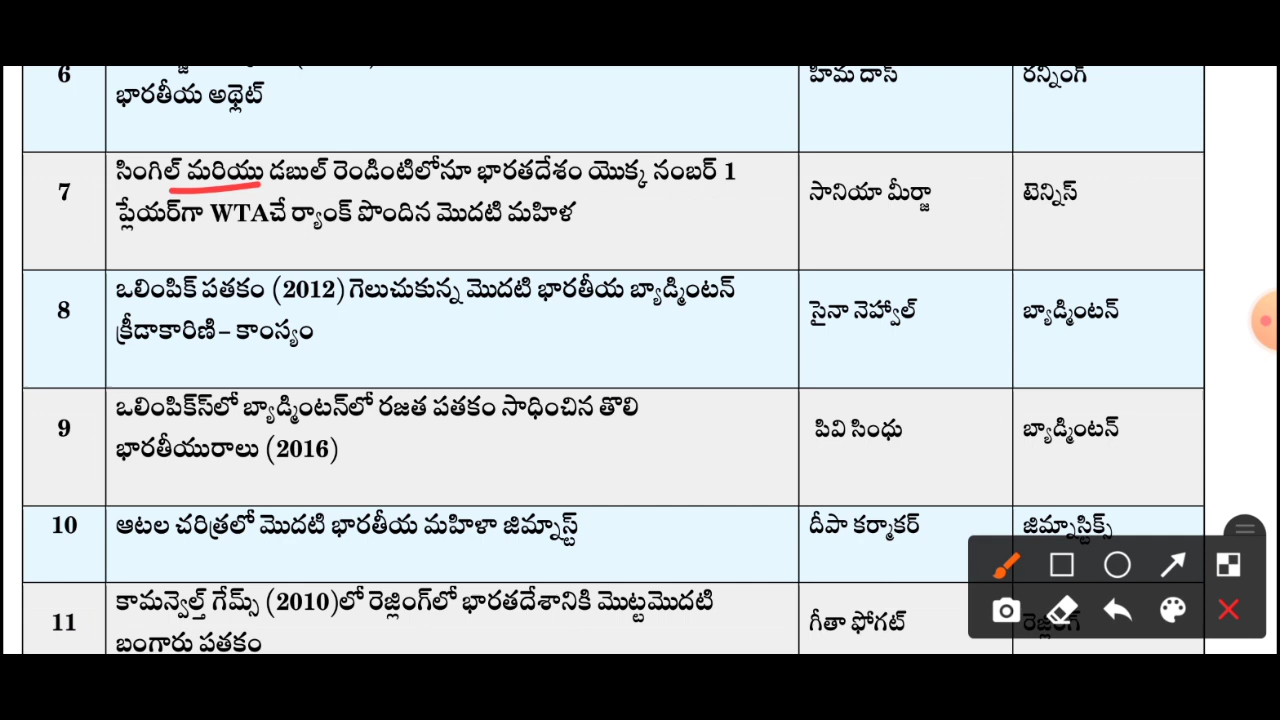 6
భారతీయ అథ్లెట్
హిమ దాస్
రన్నింగ్
7
సింగిల్ మరియు డబుల్ రెండింటిలోనూ భారతదేశం యొక్క నంబర్ 1
ప్లేయర్‌గా WTAచే ర్యాంక్ పొందిన మొదటి మహిళ
సానియా మీర్జా
టెన్నిస్
8
ఒలింపిక్ పతకం (2012) గెలుచుకున్న మొదటి భారతీయ బ్యాడ్మింటన్
క్రీడాకారిణి – కాంస్యం
సైనా నెహ్వాల్
బ్యాడ్మింటన్
9
ఒలింపిక్స్‌లో బ్యాడ్మింటన్‌లో రజత పతకం సాధించిన తొలి
భారతీయురాలు (2016)
పివి సింధు
బ్యాడ్మింటన్
10
ఆటల చరిత్రలో మొదటి భారతీయ మహిళా జిమ్నాస్ట్
దీపా కర్మాకర్
జిమ్నాస్టిక్స్
11
కామన్వెల్త్ గేమ్స్ (2010)లో రెజ్లింగ్‌లో భారతదేశానికి మొట్టమొదటి
బంగారు పతకం
గీతా ఫోగట్
రెజ్లింగ్